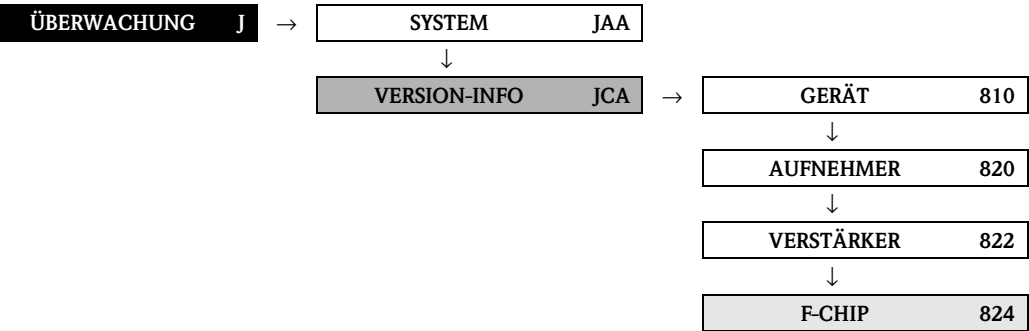 ÜBERWACHUNG J → SYSTEM JAA
↓
VERSION-INFO JCA → GERÄT 810
↓
AUFNEHMER 820
↓
VERSTÄRKER 822
↓
F-CHIP 824